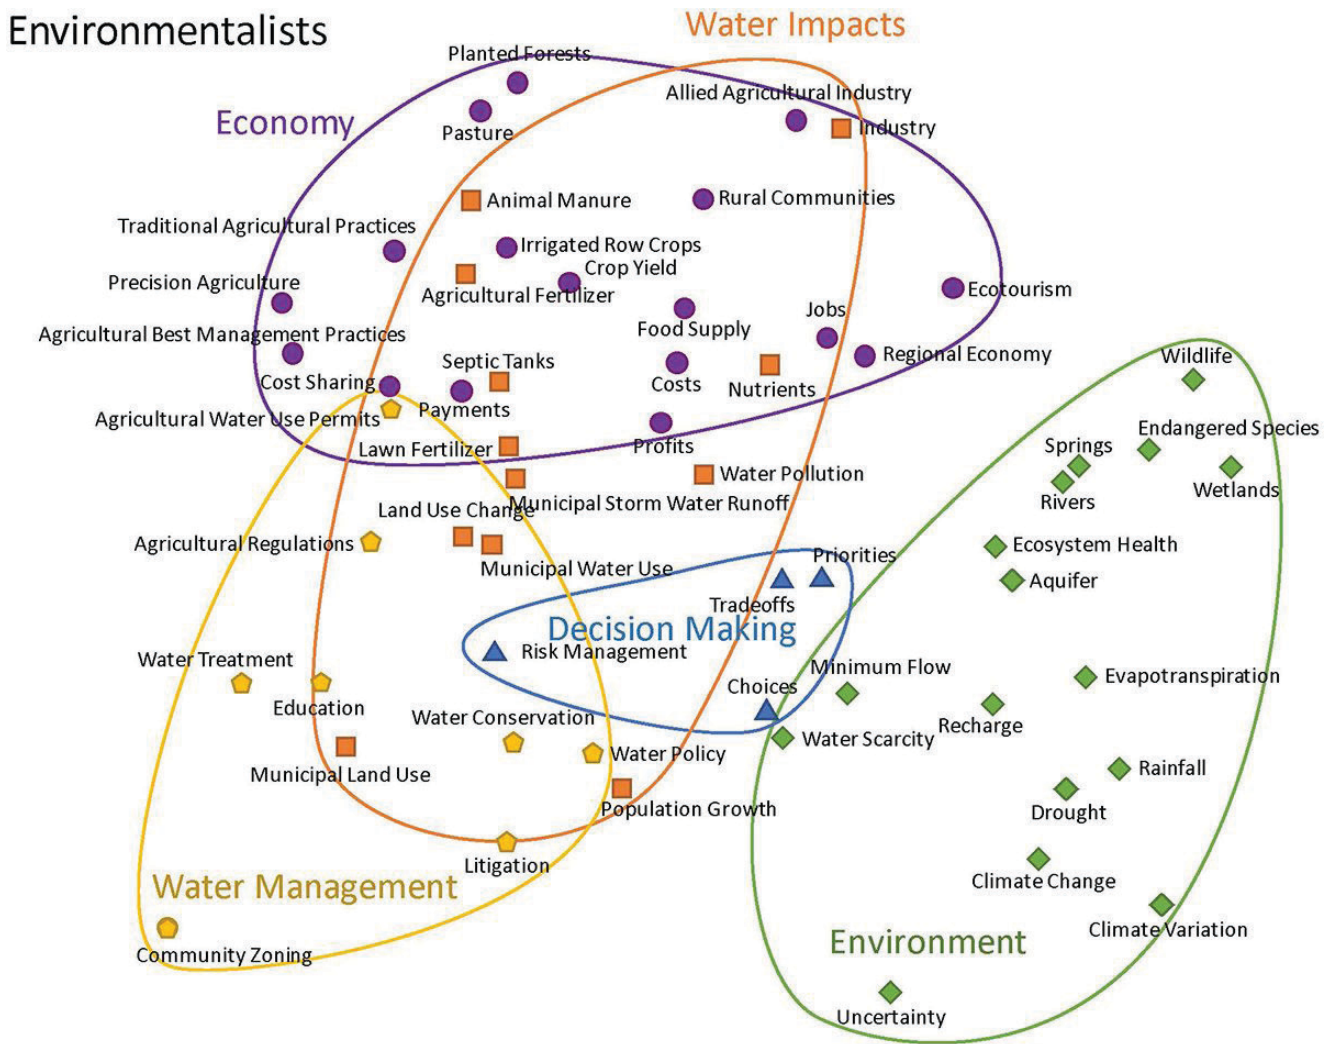 Environmentalists
Water Impacts
Planted Forests
Economy
Pasture
Allied Agricultural Industry
Industry
Animal Manure
Rural Communities
Traditional Agricultural Practices
Irrigated Row Crops
Crop Yield
Precision Agriculture
Agricultural Fertilizer
Ecotourism
Jobs
Food Supply
Agricultural Best Management Practices
Regional Economy
Wildlife
Septic Tanks
Cost Sharing
Costs
Nutrients
Payments
Agricultural Water Use Permits
Endangered Species
Lawn Fertilizer
Profits
Springs
Water Pollution
Wetlands
Rivers
Municipal Storm Water Runoff
Land Use Change
Agricultural Regulations
Ecosystem Health
Priorities
Municipal Water Use
Aquifer
Tradeoffs
Decision Making
Risk Management
Water Treatment
Minimum Flow
Evapotranspiration
Choices
Education
Water Conservation
Recharge
Water Scarcity
Water Policy
Rainfall
Municipal Land Use
Population Growth
Drought
Litigation
Climate Change
Water Management
Climate Variation
Environment
Community Zoning
Uncertainty